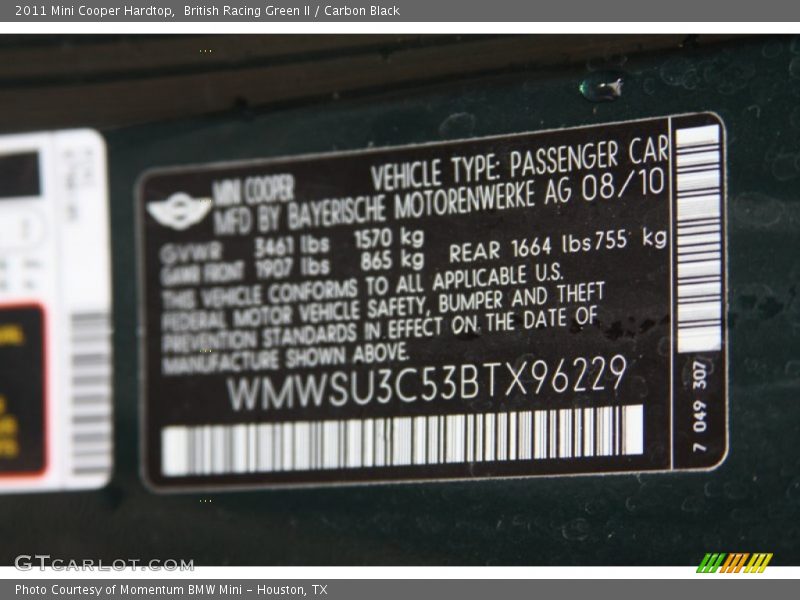 2011 Mini Cooper Hardtop,  British Racing Green II / Carbon Black
MINI COOPER
VEHICLE TYPE: PASSENGER CAR
MFD BY BAYERISCHE MOTORENWERKE AG 08/10
GVWR 3461 lbs 1570 kg
GAWR FRONT 1907 lbs 865 kg REAR 1664 lbs 755 kg
THIS VEHICLE CONFORMS TO ALL APPLICABLE U.S.
FEDERAL MOTOR VEHICLE SAFETY, BUMPER AND THEFT
PREVENTION STANDARDS IN EFFECT ON THE DATE OF
MANUFACTURE SHOWN ABOVE.
WMWSU3C53BTX96229
7 049 307
GTCARLOT.COM
Photo Courtesy of Momentum BMW Mini - Houston, TX